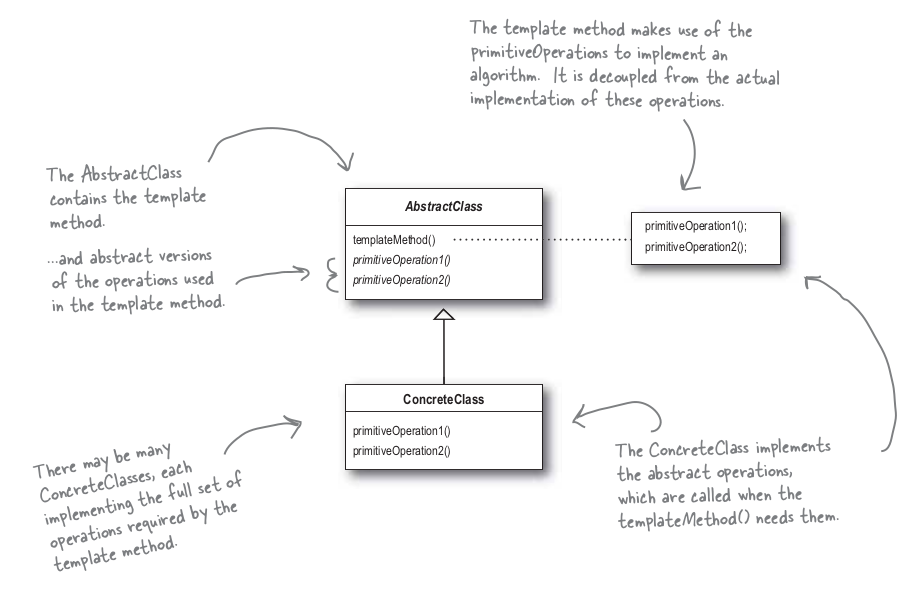 The template method makes use of the
primitiveOperations to implement an
algorithm. It is decoupled from the actual
implementation of these operations.
The AbstractClass
contains the template
method.
...and abstract versions
of the operations used
in the template method.
AbstractClass
templateMethod()
primitiveOperation1()
primitiveOperation2()
primitiveOperation1();
primitiveOperation2();
ConcreteClass
primitiveOperation1()
primitiveOperation2()
There may be many
ConcreteClasses, each
implementing the full set of
operations required by the
template method.
The ConcreteClass implements
the abstract operations,
which are called when the
templateMethod() needs them.